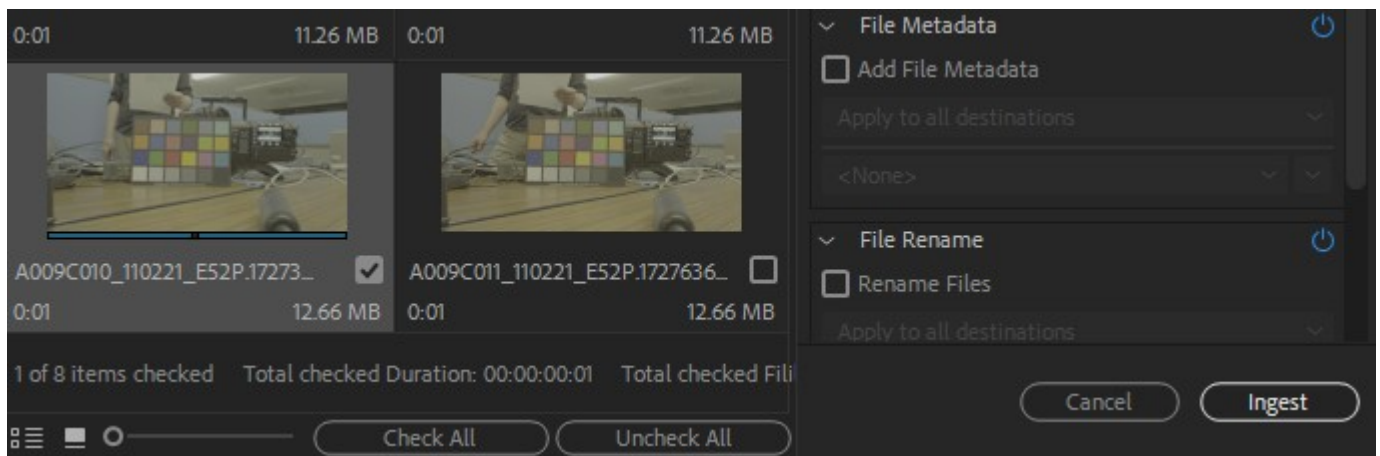 0:01 11.26 MB 0:01 11.26 MB
A009C010_110221_E52P.17273... A009C011_110221_E52P.1727636...
0:01 12.66 MB 0:01 12.66 MB
1 of 8 items checked Total checked Duration: 00:00:00:01 Total checked Fil
Check All Uncheck All
File Metadata
Add File Metadata
Apply to all destinations
<None>
File Rename
Rename Files
Apply to all destinations
Cancel Ingest